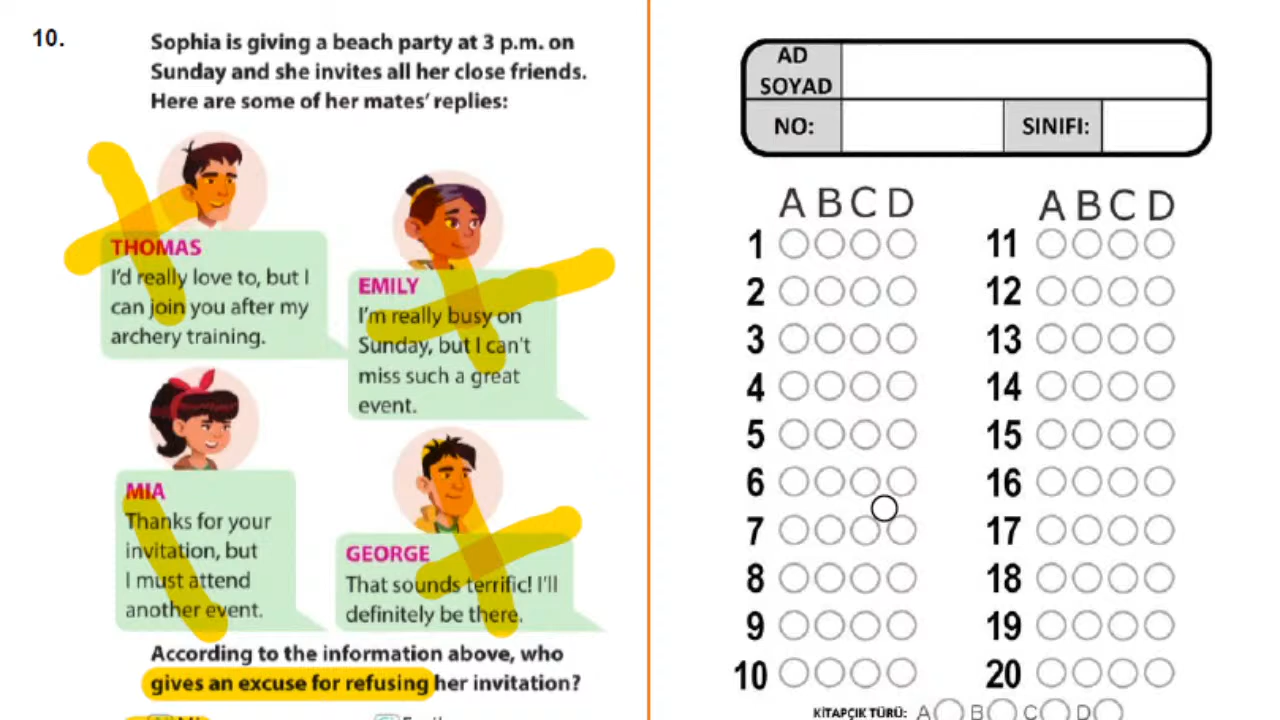 10.
Sophia is giving a beach party at 3 p.m. on
Sunday and she invites all her close friends.
Here are some of her mates' replies:
THOMAS
I'd really love to, but I
can join you after my
archery training.
EMILY
I'm really busy on
Sunday, but I can't
miss such a great
event.
MIA
Thanks for your
invitation, but
I must attend
another event.
GEORGE
That sounds terrific! I'll
definitely be there.
According to the information above, who
gives an excuse for refusing her invitation?
AD
SOYAD
NO:
SINIFI:
A B C D
1
2
3
4
5
6
7
8
9
10
A B C D
11
12
13
14
15
16
17
18
19
20
KİTAPÇIK TÜRÜ: A B C D